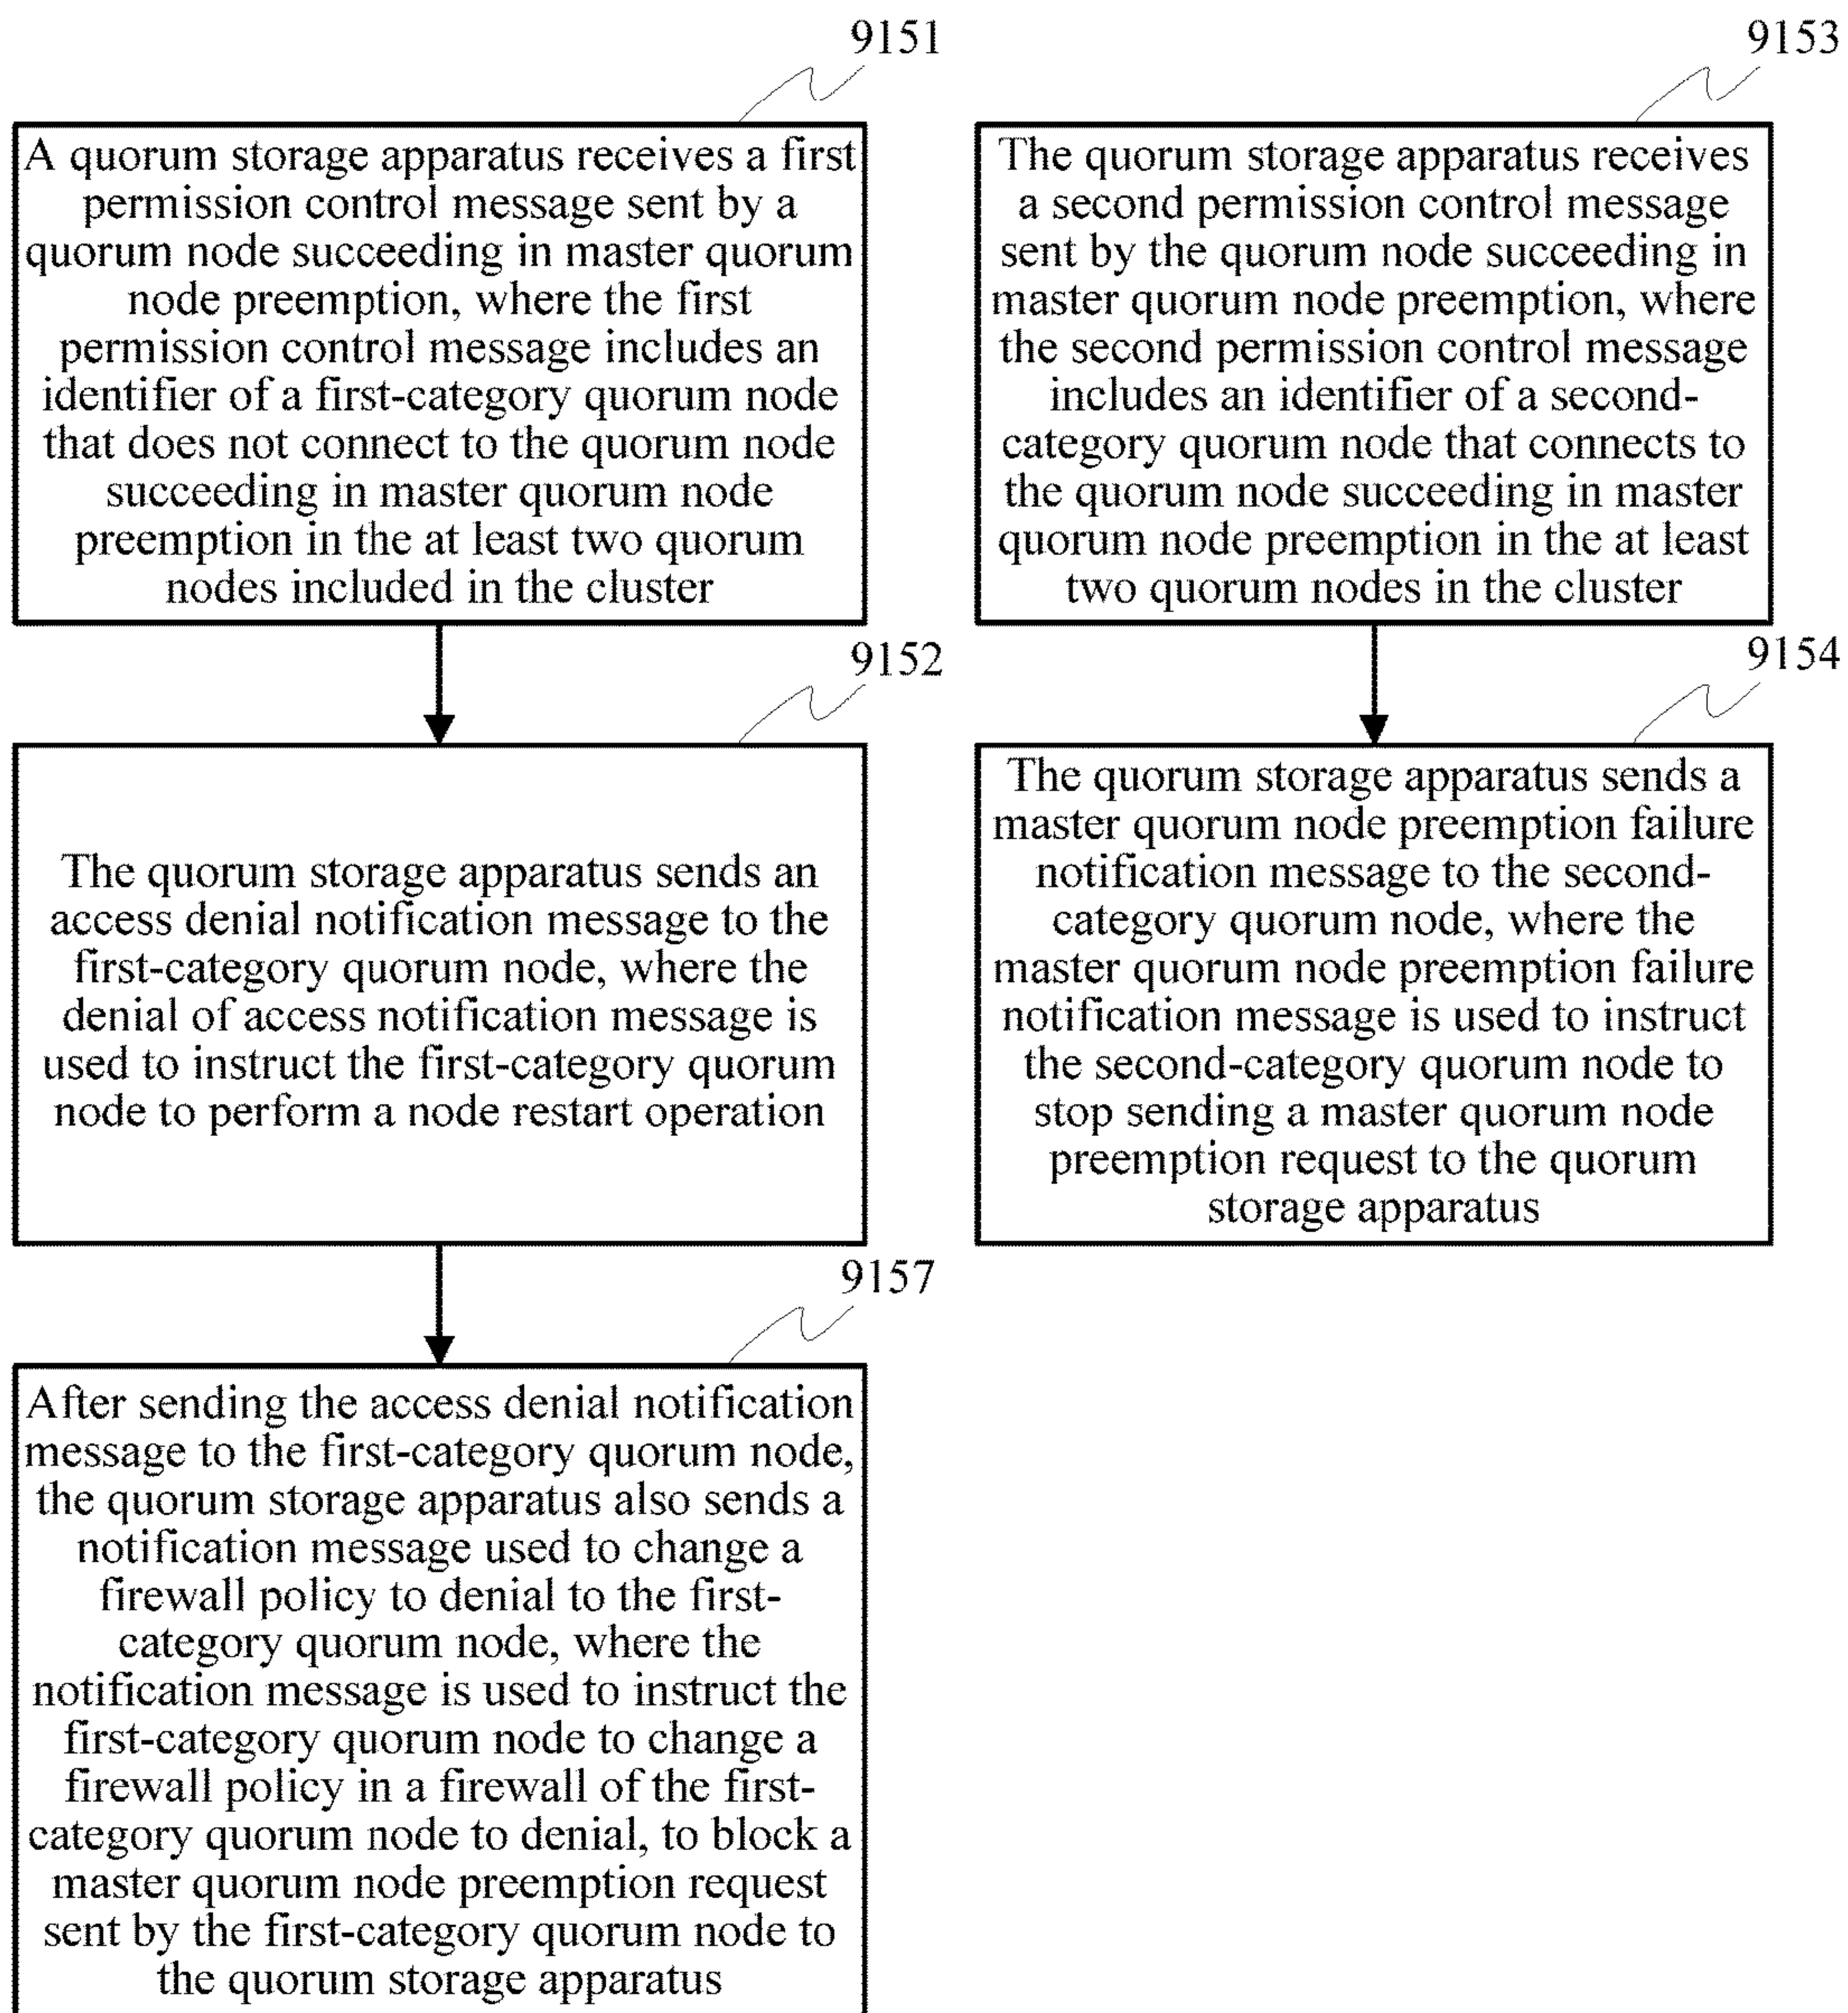 9151
A quorum storage apparatus receives a first
permission control message sent by a
quorum node succeeding in master quorum
node preemption, where the first
permission control message includes an
identifier of a first-category quorum node
that does not connect to the quorum node
succeeding in master quorum node
preemption in the at least two quorum
nodes included in the cluster
9152
The quorum storage apparatus sends an
access denial notification message to the
first-category quorum node, where the
denial of access notification message is
used to instruct the first-category quorum
node to perform a node restart operation
9157
After sending the access denial notification
message to the first-category quorum node,
the quorum storage apparatus also sends a
notification message used to change a
firewall policy to denial to the first-
category quorum node, where the
notification message is used to instruct the
first-category quorum node to change a
firewall policy in a firewall of the first-
category quorum node to denial, to block a
master quorum node preemption request
sent by the first-category quorum node to
the quorum storage apparatus
9153
The quorum storage apparatus receives
a second permission control message
sent by the quorum node succeeding in
master quorum node preemption, where
the second permission control message
includes an identifier of a second-
category quorum node that connects to
the quorum node succeeding in master
quorum node preemption in the at least
two quorum nodes in the cluster
9154
The quorum storage apparatus sends a
master quorum node preemption failure
notification message to the second-
category quorum node, where the
master quorum node preemption failure
notification message is used to instruct
the second-category quorum node to
stop sending a master quorum node
preemption request to the quorum
storage apparatus